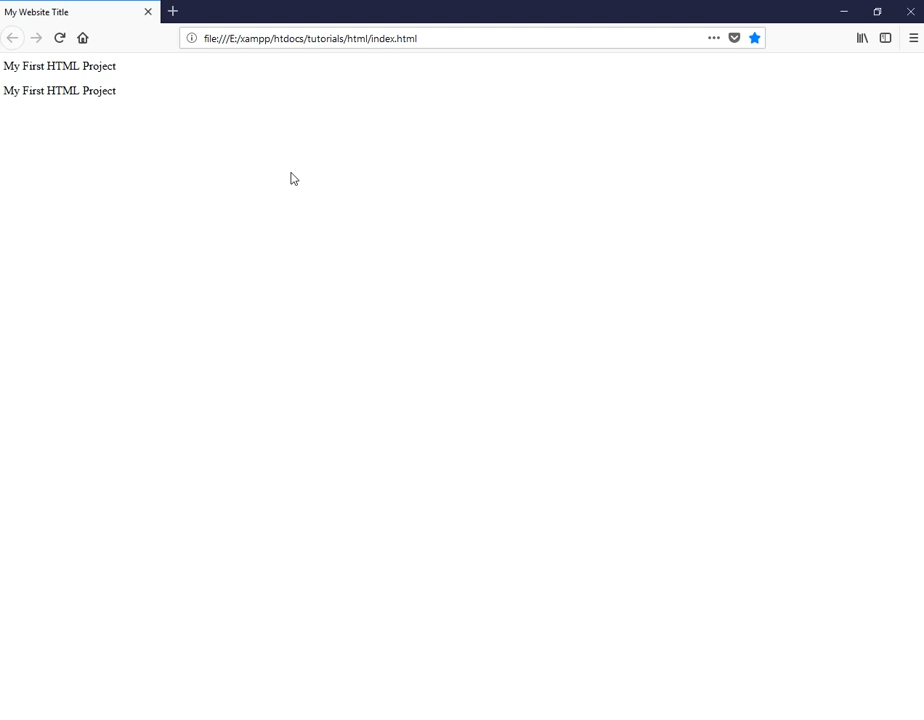 My Website Title
file:///E:/xampp/htdocs/tutorials/html/index.html
My First HTML Project
My First HTML Project